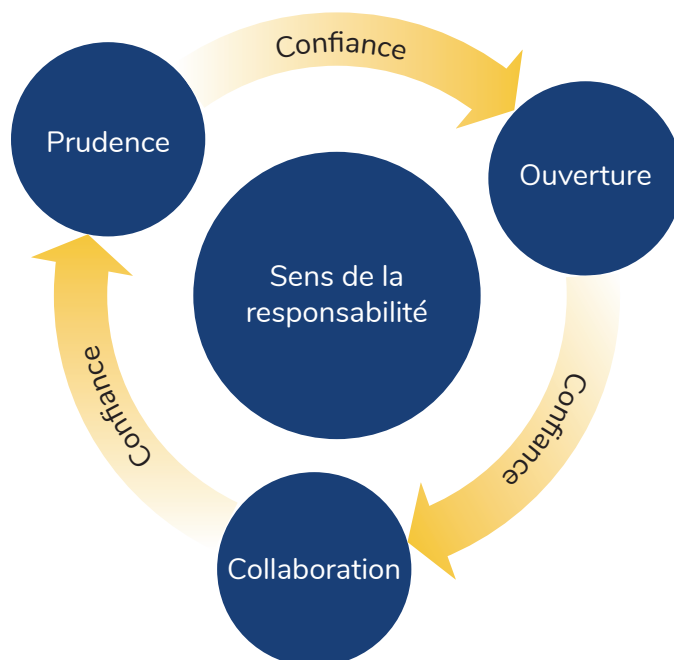 Confiance
Prudence
Ouverture
Sens de la
responsabilité
Confiance
Confiance
Collaboration